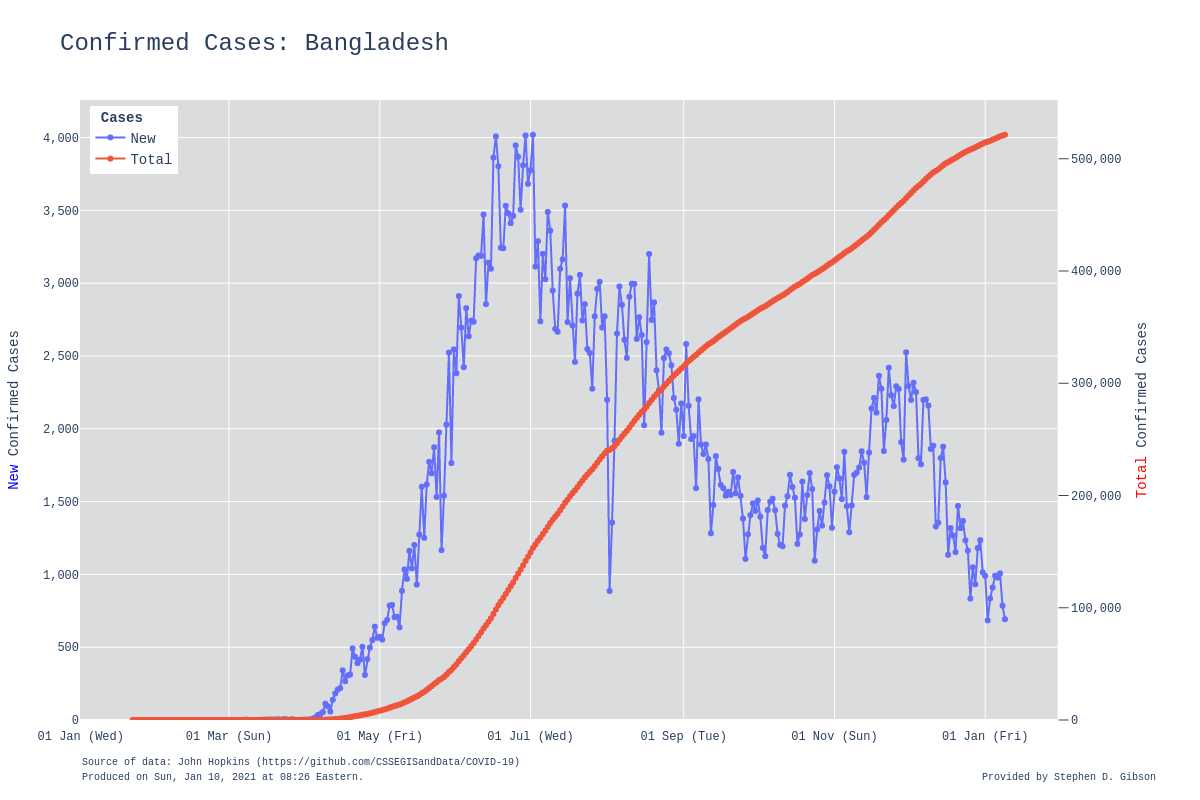 Confirmed Cases: Bangladesh
Cases
New
Total
4,000
3,500
3,000
2,500
2,000
1,500
1,000
500
0
New Confirmed Cases
500,000
400,000
300,000
200,000
100,000
0
Total Confirmed Cases
01 Jan (Wed) 01 Mar (Sun) 01 May (Fri) 01 Jul (Wed) 01 Sep (Tue) 01 Nov (Sun) 01 Jan (Fri)
Source of data: John Hopkins (https://github.com/CSSEGISandData/COVID-19)
Produced on Sun, Jan 10, 2021 at 08:26 Eastern.
Provided by Stephen D. Gibson